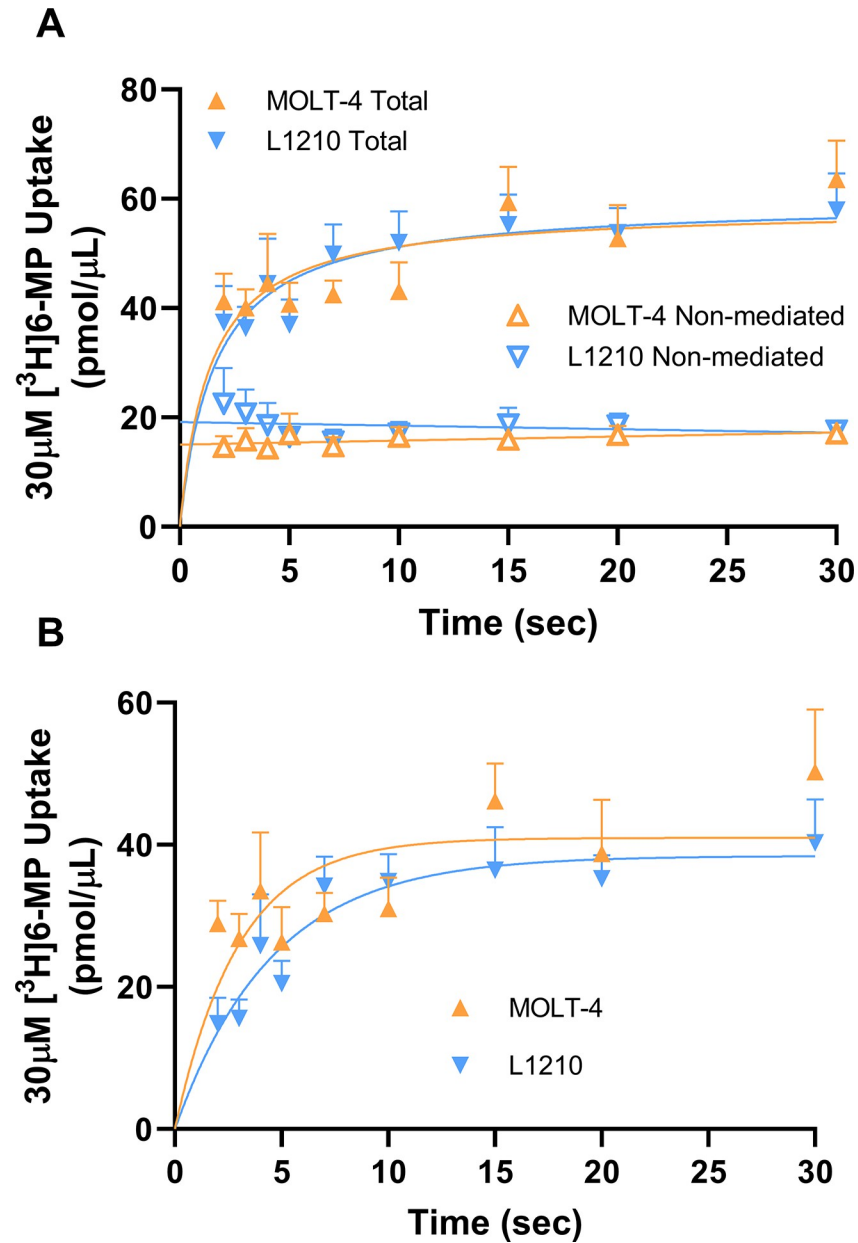 A
30μM [³H]6-MP Uptake
(pmol/μL)
80
60
40
20
0
MOLT-4 Total
L1210 Total
MOLT-4 Non-mediated
L1210 Non-mediated
0 5 10 15 20 25 30
Time (sec)
B
30μM [³H]6-MP Uptake
(pmol/μL)
60
40
20
0
MOLT-4
L1210
0 5 10 15 20 25 30
Time (sec)